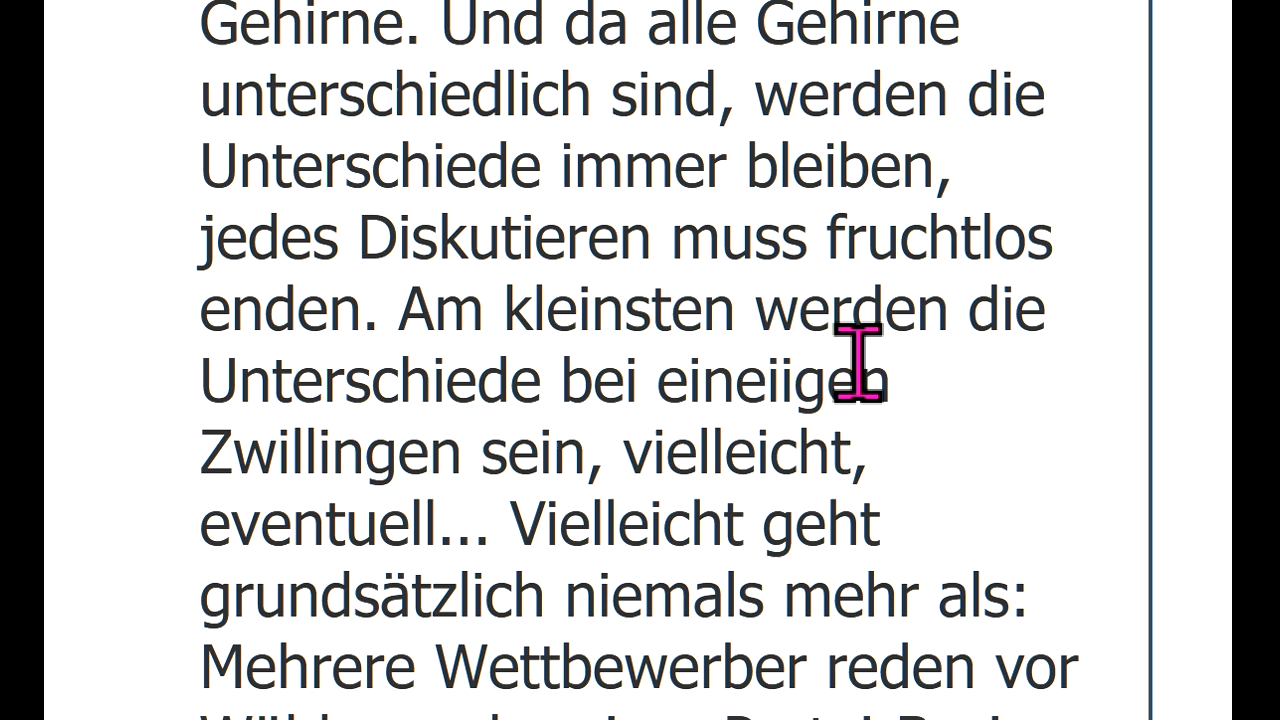 Gehirne. Und da alle Gehirne
unterschiedlich sind, werden die
Unterschiede immer bleiben,
jedes Diskutieren muss fruchtlos
enden. Am kleinsten werden die
Unterschiede bei eineiigen
Zwillingen sein, vielleicht,
eventuell... Vielleicht geht
grundsätzlich niemals mehr als:
Mehrere Wettbewerber reden vor